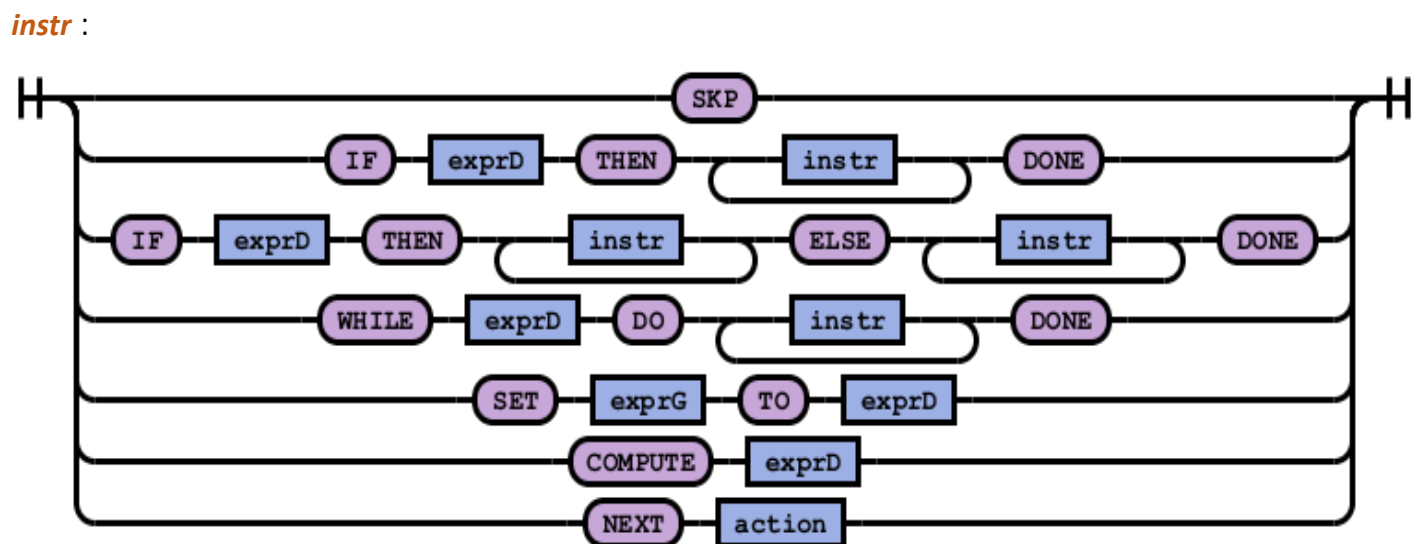 instr :
SKP
IF exprD THEN instr DONE
IF exprD THEN instr ELSE instr DONE
WHILE exprD DO instr DONE
SET exprG TO exprD
COMPUTE exprD
NEXT action